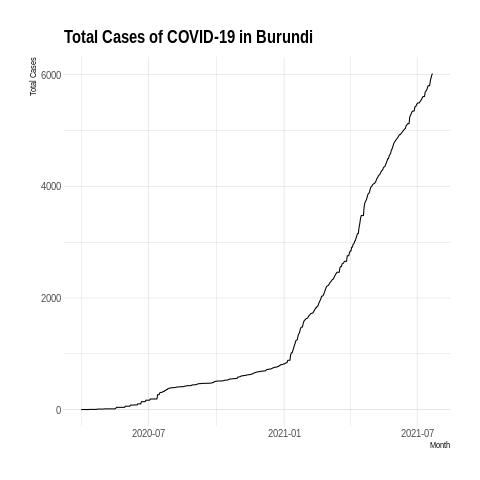 Total Cases of COVID-19 in Burundi
Total Cases
6000
4000
2000
0
2020-07 2021-01 2021-07
Month